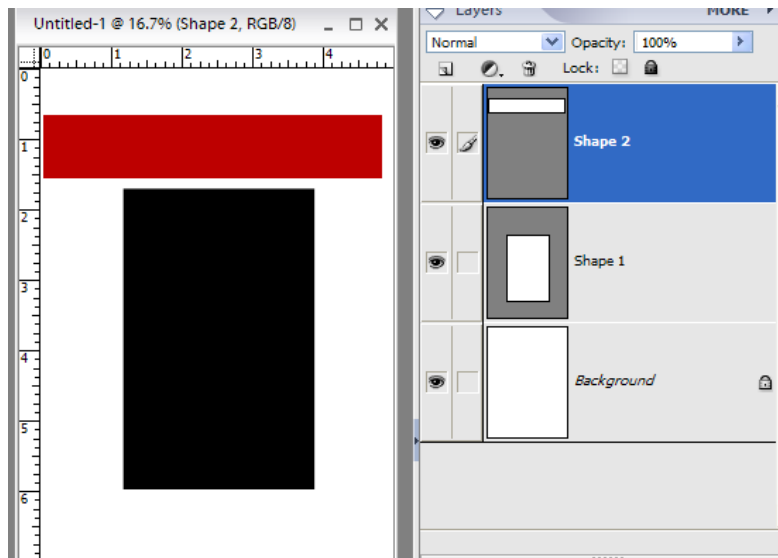 Untitled-1 @ 16.7% (Shape 2, RGB/8)
0 1 2 3 4
0
1
2
3
4
5
6
Layers MORE
Normal Opacity: 100%
Lock:
Shape 2
Shape 1
Background